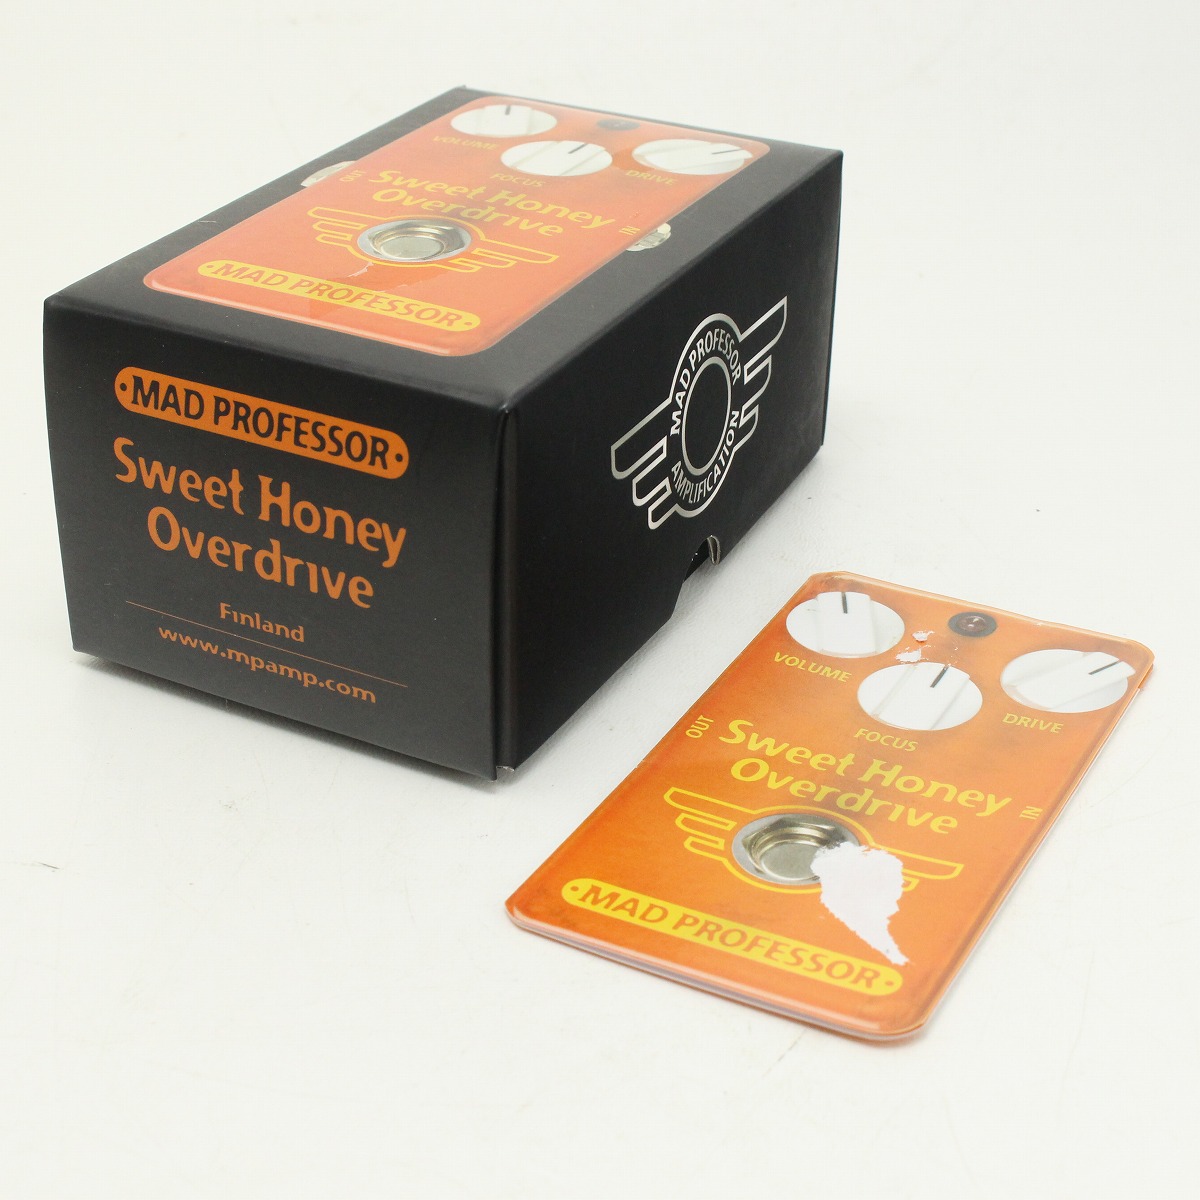 VOLUME
FOCUS
DRIVE
OUT
Sweet Honey
Overdrive
IN
·MAD PROFESSOR·
·MAD PROFESSOR·
Sweet Honey
Overdrive
Finland
www.mpamp.com
MAD PROFESSOR
AMPLIFICATION
VOLUME
FOCUS
DRIVE
OUT
Sweet Honey
Overdrive
IN
·MAD PROFESSOR·